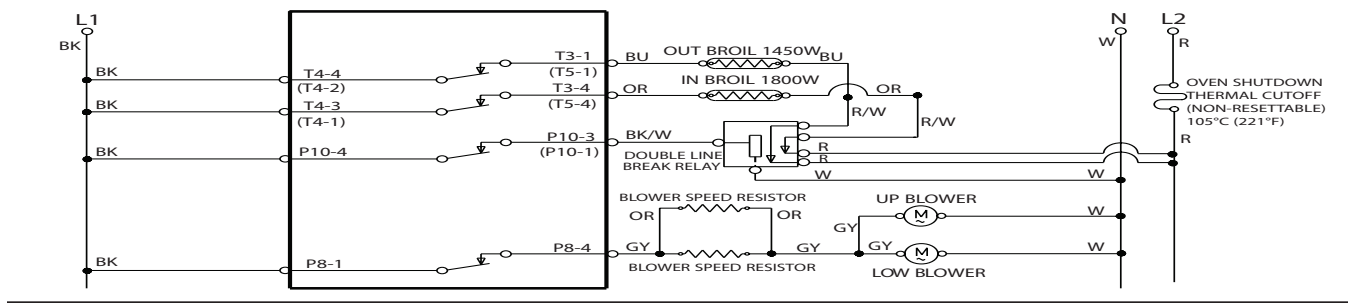 L1
N
L2
BK
W
R
BK
T4-4
(T4-2)
T3-1
(T5-1)
BU
OUT BROIL 1450W
BU
BK
T4-3
(T4-1)
T3-4
(T5-4)
OR
IN BROIL 1800W
OR
OVEN SHUTDOWN
THERMAL CUTOFF
(NON-RESETTABLE)
105°C (221°F)
R/W
R/W
BK
P10-4
P10-3
(P10-1)
BK/W
DOUBLE LINE
BREAK RELAY
R
R
R
W
W
BLOWER SPEED RESISTOR
OR
OR
UP BLOWER
M
~
W
GY
BK
P8-1
P8-4
GY
GY
GY
M
~
W
BLOWER SPEED RESISTOR
LOW BLOWER